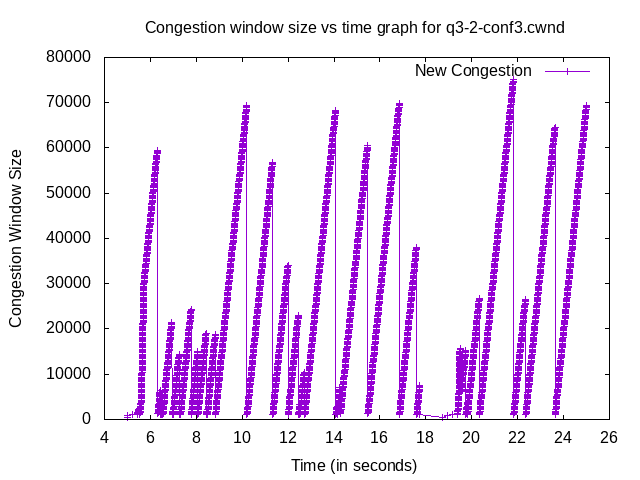 Congestion window size vs time graph for q3-2-conf3.cwnd
New Congestion
80000
70000
60000
50000
40000
30000
20000
10000
0
Congestion Window Size
4 6 8 10 12 14 16 18 20 22 24 26
Time (in seconds)